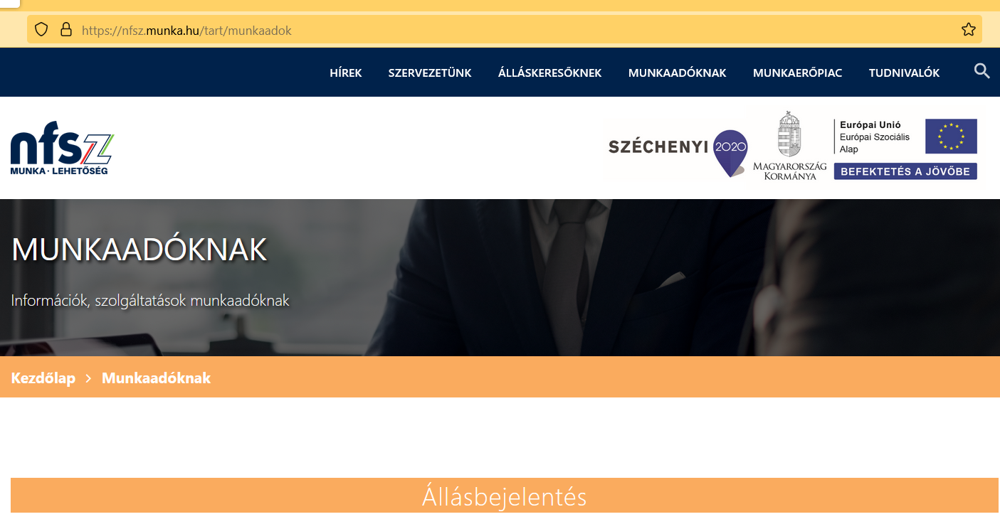 https://nfsz.munka.hu/tart/munkaadok
HÍREK SZERVEZETÜNK ÁLLÁSKERESŐKNEK MUNKAADÓKNAK MUNKAERŐPIAC TUDNIVALÓK
nfsz
MUNKA · LEHETŐSÉG
SZÉCHENYI 2020
MAGYARORSZÁG
KORMÁNYA
Európai Unió
Európai Szociális
Alap
BEFEKTETÉS A JÖVŐBE
MUNKAADÓKNAK
Információk, szolgáltatások munkaadóknak
Kezdőlap > Munkaadóknak
Állásbejelentés